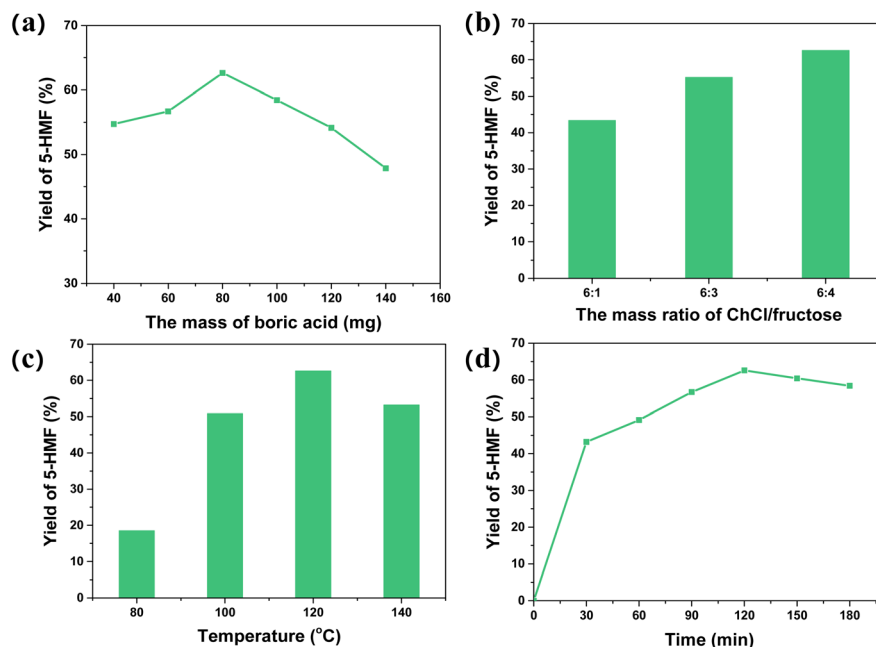 (a)
70
60
50
40
30
Yield of 5-HMF (%)
40 60 80 100 120 140 160
The mass of boric acid (mg)
(b)
70
60
50
40
30
20
10
0
Yield of 5-HMF (%)
6:1 6:3 6:4
The mass ratio of ChCl/fructose
(c)
70
60
50
40
30
20
10
0
Yield of 5-HMF (%)
80 100 120 140
Temperature (°C)
(d)
70
60
50
40
30
20
10
0
Yield of 5-HMF (%)
0 30 60 90 120 150 180
Time (min)